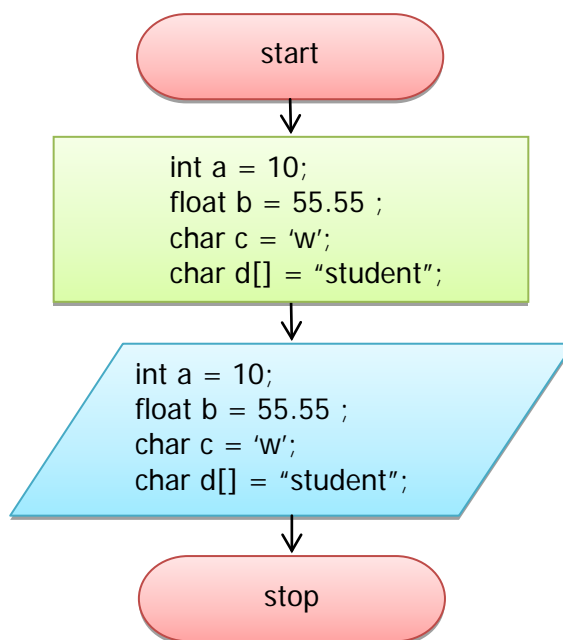 start
int a = 10;
float b = 55.55 ;
char c = ‘w’;
char d[] = “student”;
int a = 10;
float b = 55.55 ;
char c = ‘w’;
char d[] = “student”;
stop